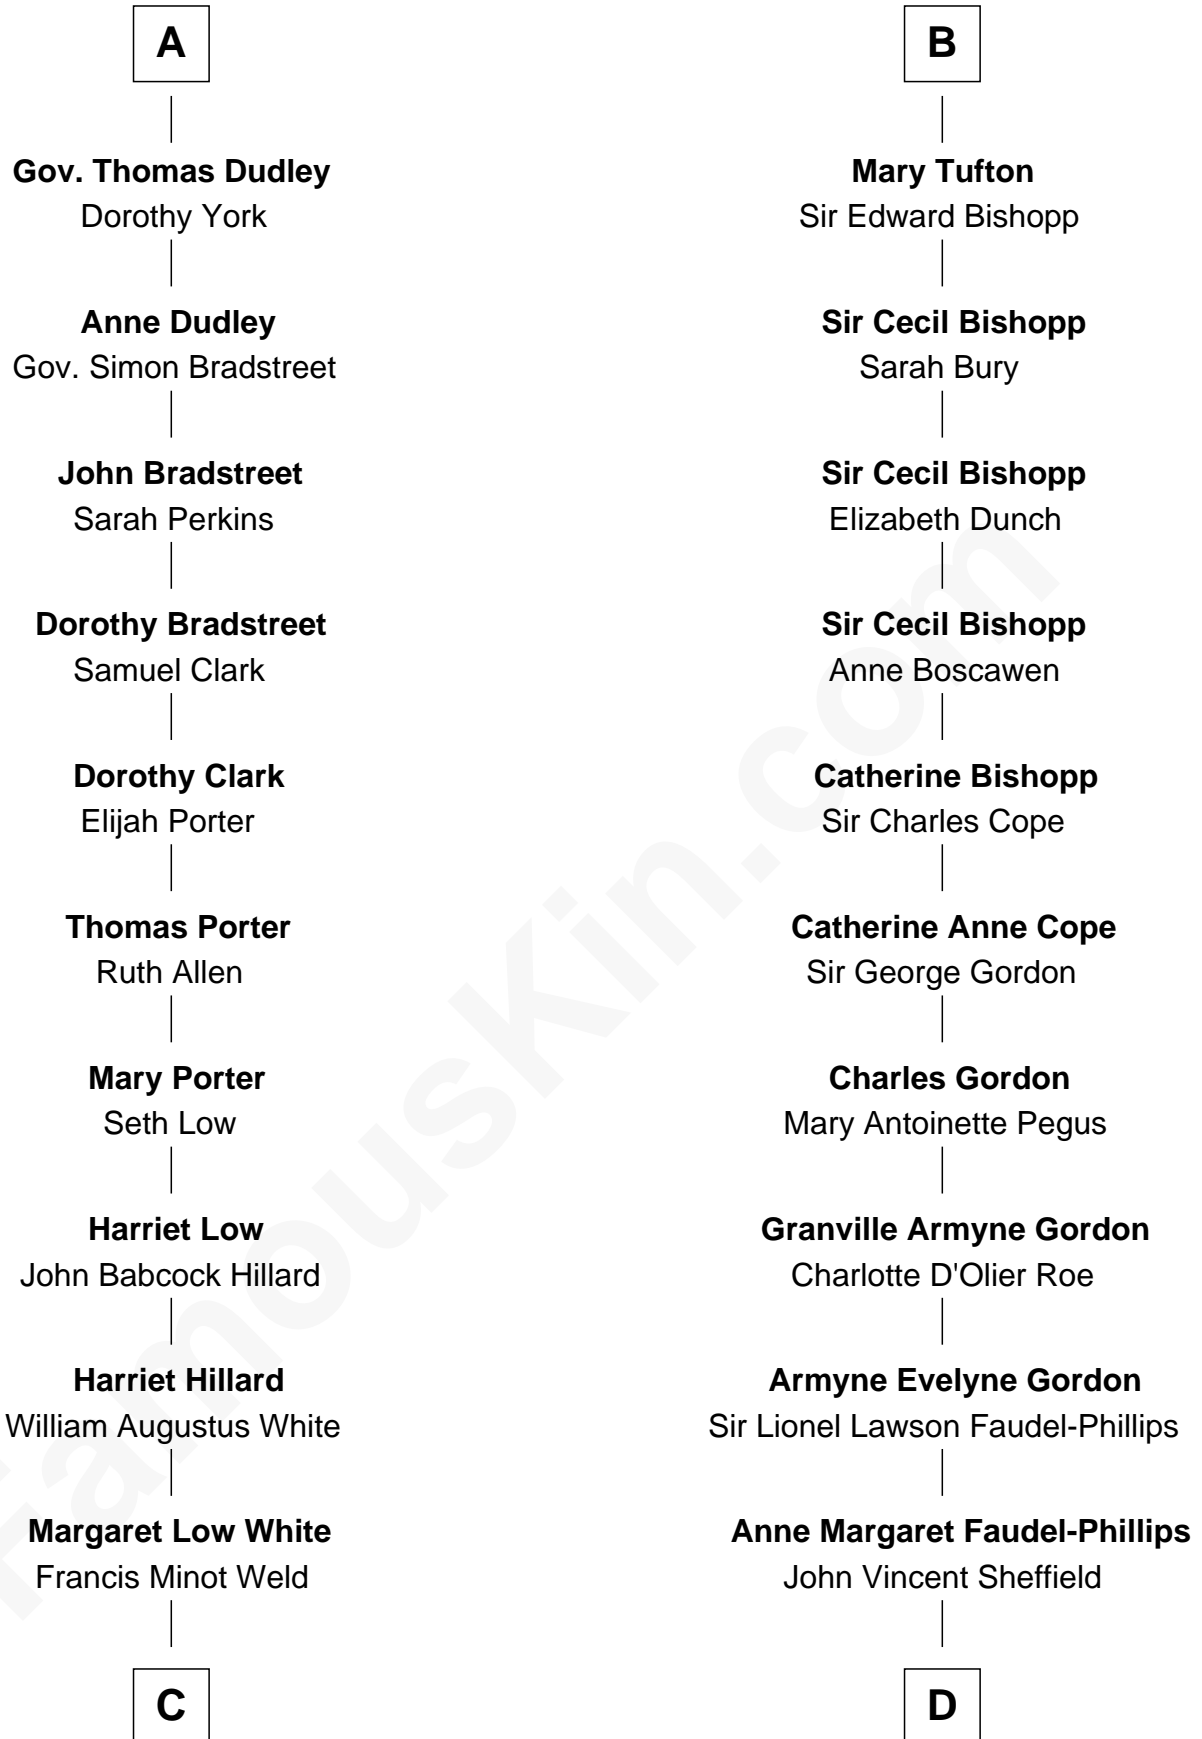 A
Gov. Thomas Dudley
Dorothy York
Anne Dudley
Gov. Simon Bradstreet
John Bradstreet
Sarah Perkins
Dorothy Bradstreet
Samuel Clark
Dorothy Clark
Elijah Porter
Thomas Porter
Ruth Allen
Mary Porter
Seth Low
Harriet Low
John Babcock Hillard
Harriet Hillard
William Augustus White
Margaret Low White
Francis Minot Weld
C
B
Mary Tufton
Sir Edward Bishopp
Sir Cecil Bishopp
Sarah Bury
Sir Cecil Bishopp
Elizabeth Dunch
Sir Cecil Bishopp
Anne Boscawen
Catherine Bishopp
Sir Charles Cope
Catherine Anne Cope
Sir George Gordon
Charles Gordon
Mary Antoinette Pegus
Granville Armyne Gordon
Charlotte D'Olier Roe
Armyne Evelyne Gordon
Sir Lionel Lawson Faudel-Phillips
Anne Margaret Faudel-Phillips
John Vincent Sheffield
D
FamousKin.com